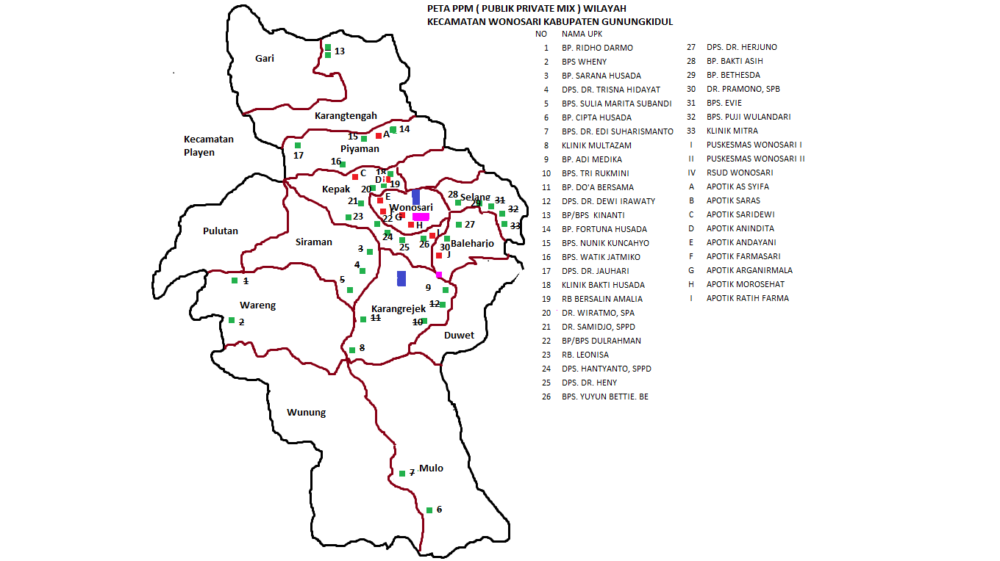 PETA PPM ( PUBLIK PRIVATE MIX ) WILAYAH
KECAMATAN WONOSARI KABUPATEN GUNUNGKIDUL
NO NAMA UPK
1 BP. RIDHO DARMO
2 BPS WHENY
3 BP. SARANA HUSADA
4 DPS. DR. TRISNA HIDAYAT
5 BPS. SULIA MARITA SUBANDI
6 BP. CIPTA HUSADA
7 BPS. DR. EDI SUHARISMANTO
8 KLINIK MULTAZAM
9 BP. ADI MEDIKA
10 BPS. TRI RUKMINI
11 BP. DO'A BERSAMA
12 DPS. DR. DEWI IRAWATY
13 BP/BPS KINANTI
14 BP. FORTUNA HUSADA
15 BPS. NUNIK KUNCAHYO
16 BPS. WATIK JATMIKO
17 DPS. DR. JAUHARI
18 KLINIK BAKTI HUSADA
19 RB BERSALIN AMALIA
20 DR. WIRATMO, SPA
21 DR. SAMIDJO, SPPD
22 BP/BPS DULRAHMAN
23 RB. LEONISA
24 DPS. HANTYANTO, SPPD
25 DPS. DR. HENY
26 BPS. YUYUN BETTIE. BE
27 DPS. DR. HERJUNO
28 BP. BAKTI ASIH
29 BP. BETHESDA
30 DR. PRAMONO, SPB
31 BPS. EVIE
32 BPS. PUJI WULANDARI
33 KLINIK MITRA
I PUSKESMAS WONOSARI I
II PUSKESMAS WONOSARI II
IV RSUD WONOSARI
A APOTIK AS SYIFA
B APOTIK SARAS
C APOTIK SARIDEWI
D APOTIK ANINDITA
E APOTIK ANDAYANI
F APOTIK FARMASARI
G APOTIK ARGANIRMALA
H APOTIK MOROSEHAT
I APOTIK RATIH FARMA
Gari
13
Karangtengah
Kecamatan
Playen
15
A
14
17
Piyaman
16
C
18
D
19
Kepak
20
E
28
Selang
31
21
29
Wonosari
32
F
23
22
G
H
27
33
Pulutan
Siraman
24
I
25
26
30
Baleharjo
3
J
4
1
5
9
Wareng
Karangrejek
12
2
11
10
Duwet
8
Wunung
7
Mulo
6